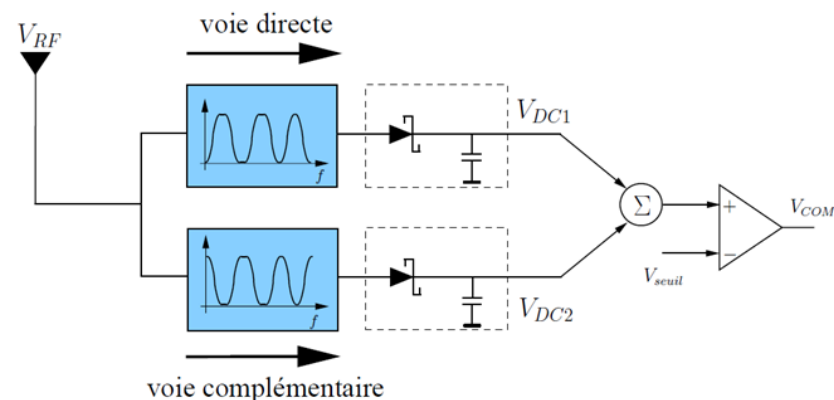 voie directe
V_RF
f
V_DC1
Σ
+
V_COM
−
V_seuil
f
V_DC2
voie complémentaire